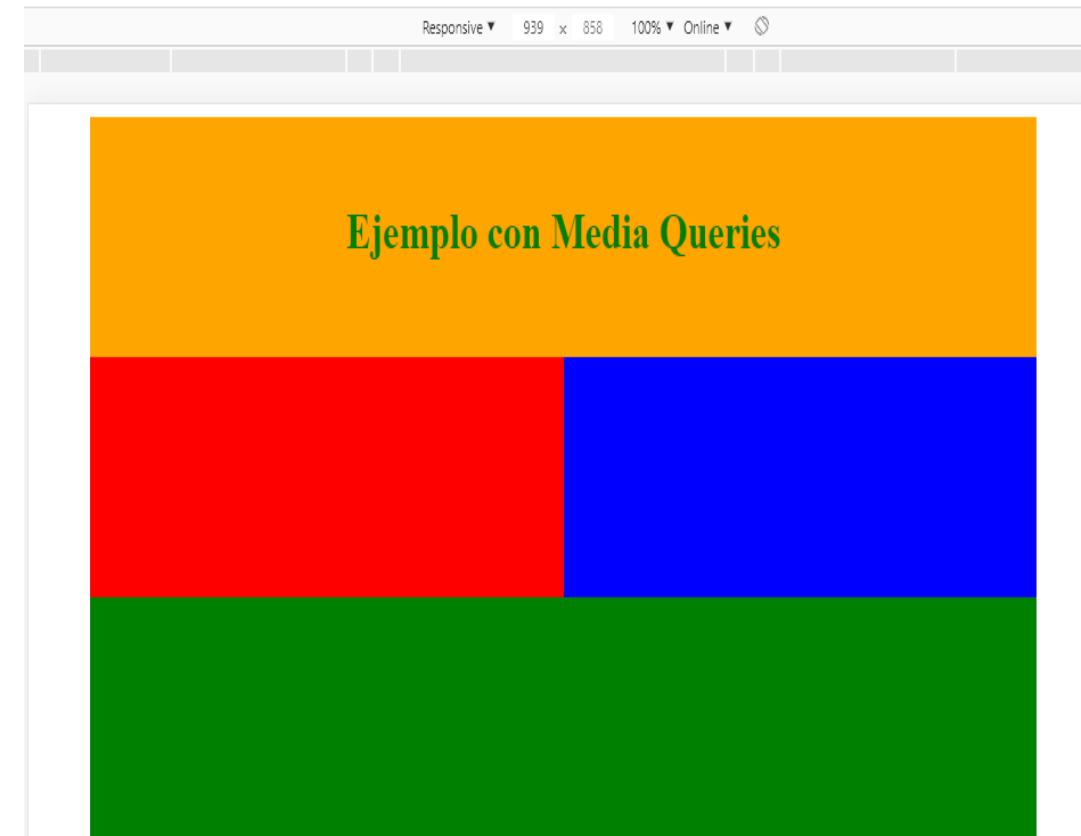 Responsive ▼ 939 x 858 100% ▼ Online ▼
Ejemplo con Media Queries